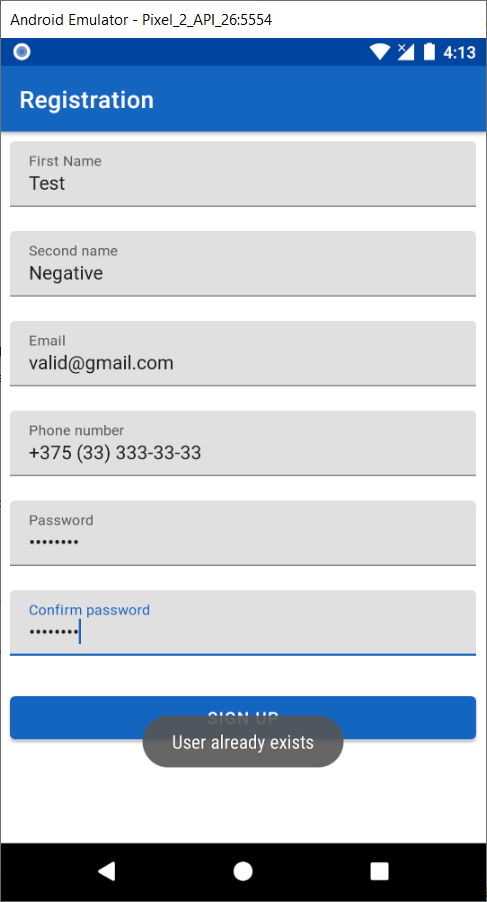 Android Emulator - Pixel_2_API_26:5554
4:13
Registration
First Name
Test
Second name
Negative
Email
valid@gmail.com
Phone number
+375 (33) 333-33-33
Password
••••••••
Confirm password
••••••••
SIGN UP
User already exists